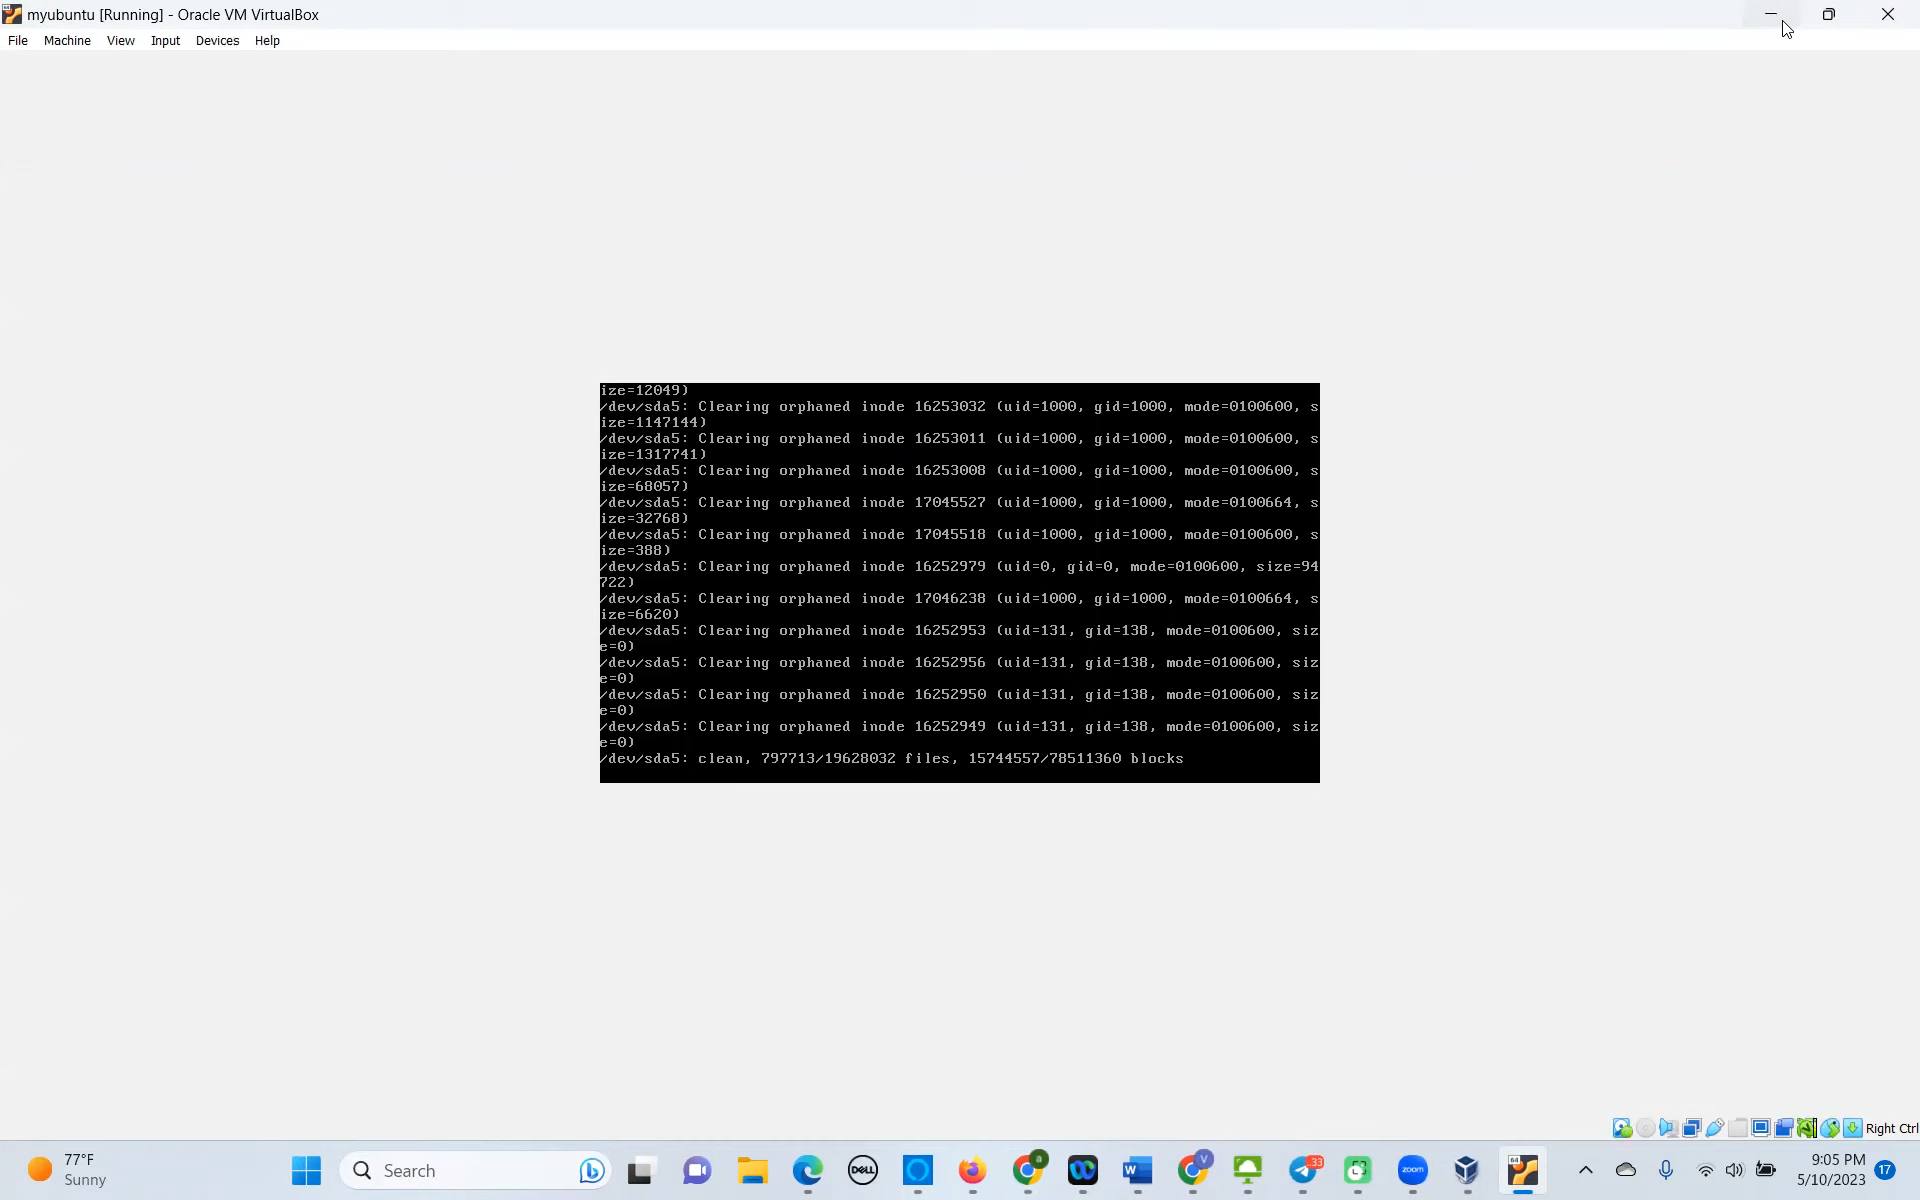 myubuntu [Running] - Oracle VM VirtualBox
File Machine View Input Devices Help
ize=12049)
/dev/sda5: Clearing orphaned inode 16253032 (uid=1000, gid=1000, mode=0100600, s
ize=1147144)
/dev/sda5: Clearing orphaned inode 16253011 (uid=1000, gid=1000, mode=0100600, s
ize=1317741)
/dev/sda5: Clearing orphaned inode 16253008 (uid=1000, gid=1000, mode=0100600, s
ize=68057)
/dev/sda5: Clearing orphaned inode 17045527 (uid=1000, gid=1000, mode=0100664, s
ize=32768)
/dev/sda5: Clearing orphaned inode 17045518 (uid=1000, gid=1000, mode=0100600, s
ize=388)
/dev/sda5: Clearing orphaned inode 16252979 (uid=0, gid=0, mode=0100600, size=94
722)
/dev/sda5: Clearing orphaned inode 17046238 (uid=1000, gid=1000, mode=0100664, s
ize=6620)
/dev/sda5: Clearing orphaned inode 16252953 (uid=131, gid=138, mode=0100600, siz
e=0)
/dev/sda5: Clearing orphaned inode 16252956 (uid=131, gid=138, mode=0100600, siz
e=0)
/dev/sda5: Clearing orphaned inode 16252950 (uid=131, gid=138, mode=0100600, siz
e=0)
/dev/sda5: Clearing orphaned inode 16252949 (uid=131, gid=138, mode=0100600, siz
e=0)
/dev/sda5: clean, 797713/19628032 files, 15744557/78511360 blocks
Right Ctrl
77°F
Sunny
Search
DELL
a
W
V
33
zoom
64
9:05 PM
5/10/2023
17